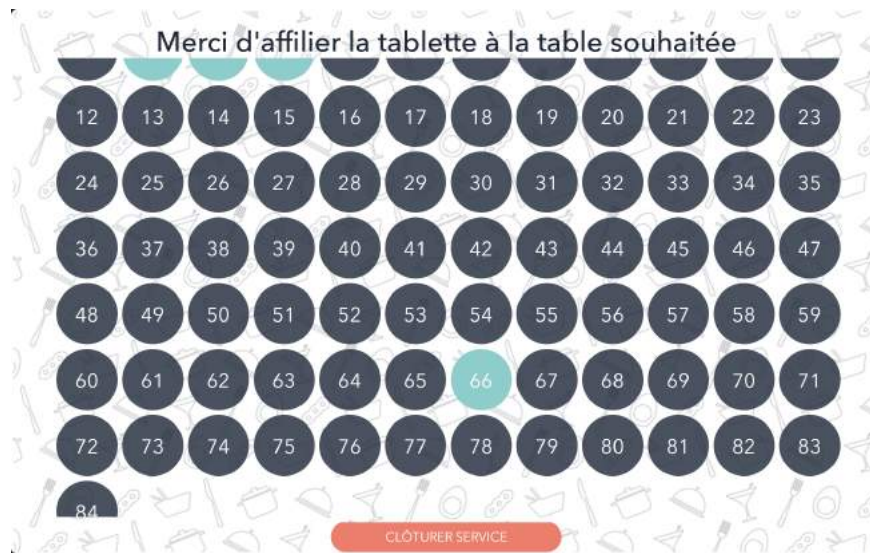 Merci d'affilier la tablette à la table souhaitée
12 13 14 15 16 17 18 19 20 21 22 23
24 25 26 27 28 29 30 31 32 33 34 35
36 37 38 39 40 41 42 43 44 45 46 47
48 49 50 51 52 53 54 55 56 57 58 59
60 61 62 63 64 65 66 67 68 69 70 71
72 73 74 75 76 77 78 79 80 81 82 83
84
CLÔTURER SERVICE